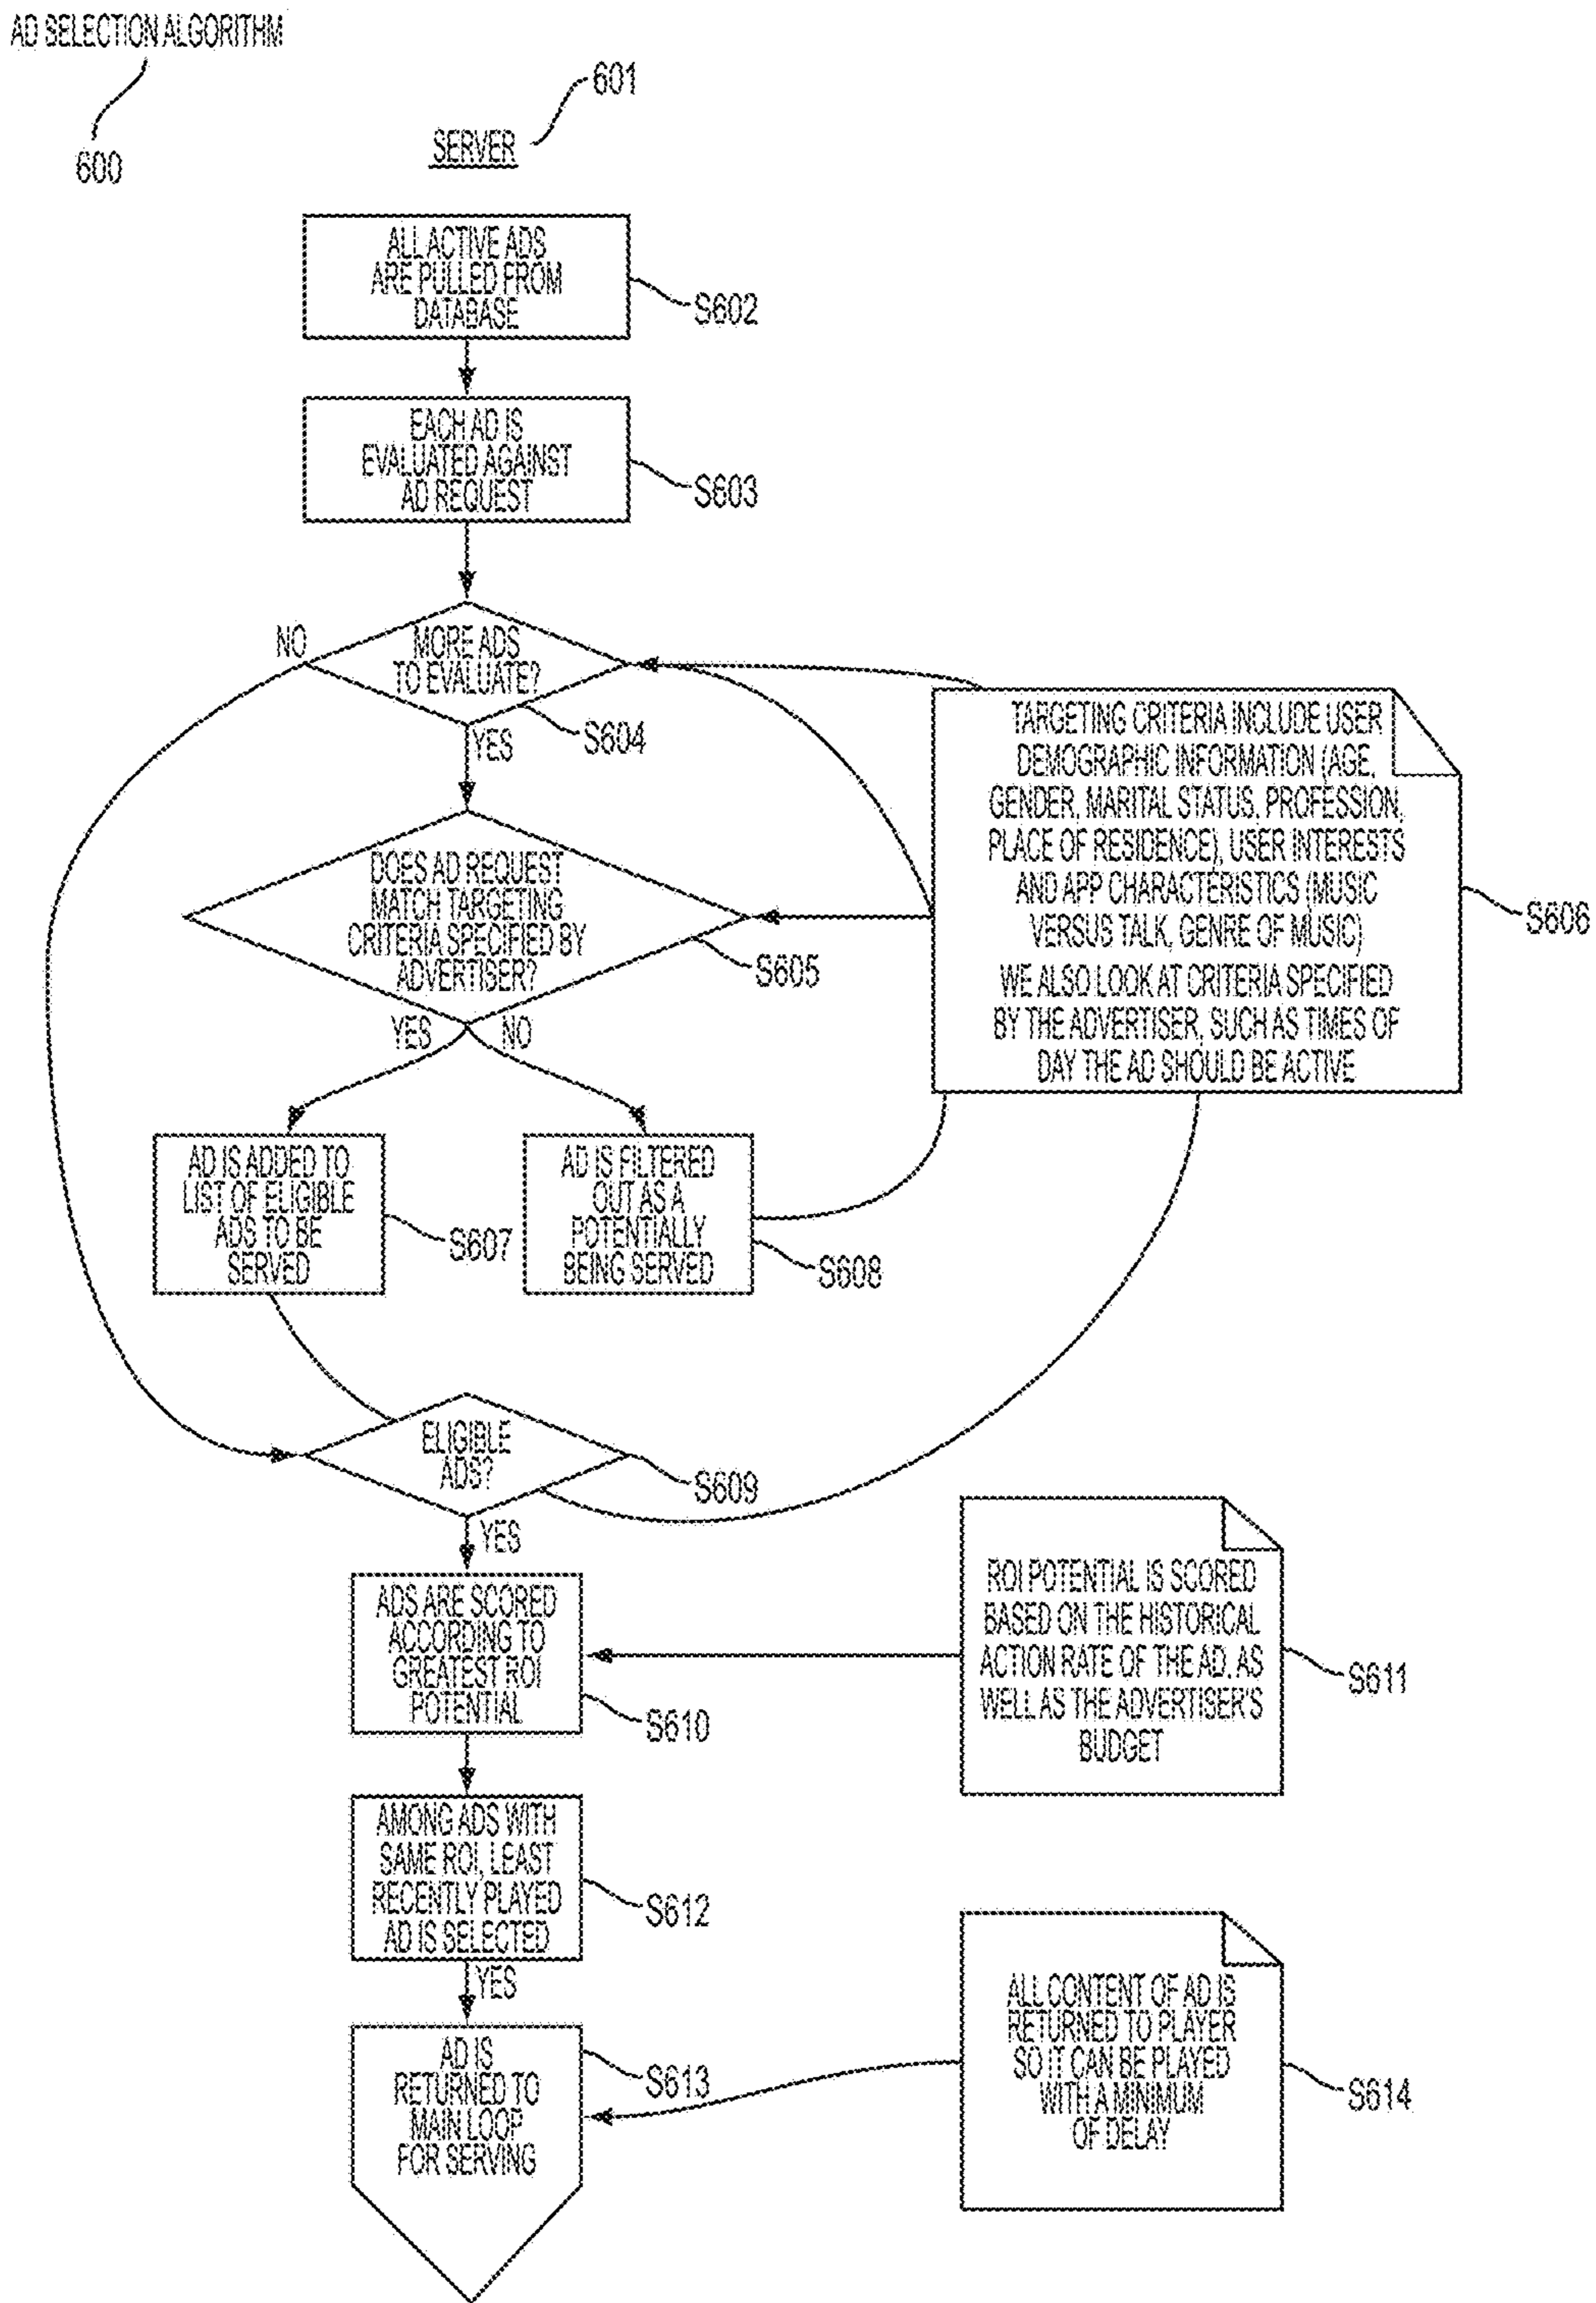 AD SELECTION ALGORITHM
600
601
SERVER
ALL ACTIVE ADS
ARE PULLED FROM
DATABASE
S602
EACH AD IS
EVALUATED AGAINST
AD REQUEST
S603
NO
MORE ADS
TO EVALUATE?
S604
YES
TARGETING CRITERIA INCLUDE USER
DEMOGRAPHIC INFORMATION (AGE,
GENDER, MARITAL STATUS, PROFESSION,
PLACE OF RESIDENCE), USER INTERESTS
AND APP CHARACTERISTICS (MUSIC
VERSUS TALK, GENRE OF MUSIC)
WE ALSO LOOK AT CRITERIA SPECIFIED
BY THE ADVERTISER, SUCH AS TIMES OF
DAY THE AD SHOULD BE ACTIVE
S606
DOES AD REQUEST
MATCH TARGETING
CRITERIA SPECIFIED BY
ADVERTISER?
S605
YES
NO
AD IS ADDED TO
LIST OF ELIGIBLE
ADS TO BE
SERVED
S607
AD IS FILTERED
OUT AS A
POTENTIALLY
BEING SERVED
S608
ELIGIBLE
ADS?
S609
YES
ADS ARE SCORED
ACCORDING TO
GREATEST ROI
POTENTIAL
S610
ROI POTENTIAL IS SCORED
BASED ON THE HISTORICAL
ACTION RATE OF THE AD, AS
WELL AS THE ADVERTISER'S
BUDGET
S611
AMONG ADS WITH
SAME ROI, LEAST
RECENTLY PLAYED
AD IS SELECTED
S612
YES
AD IS
RETURNED TO
MAIN LOOP
FOR SERVING
S613
ALL CONTENT OF AD IS
RETURNED TO PLAYER
SO IT CAN BE PLAYED
WITH A MINIMUM
OF DELAY
S614